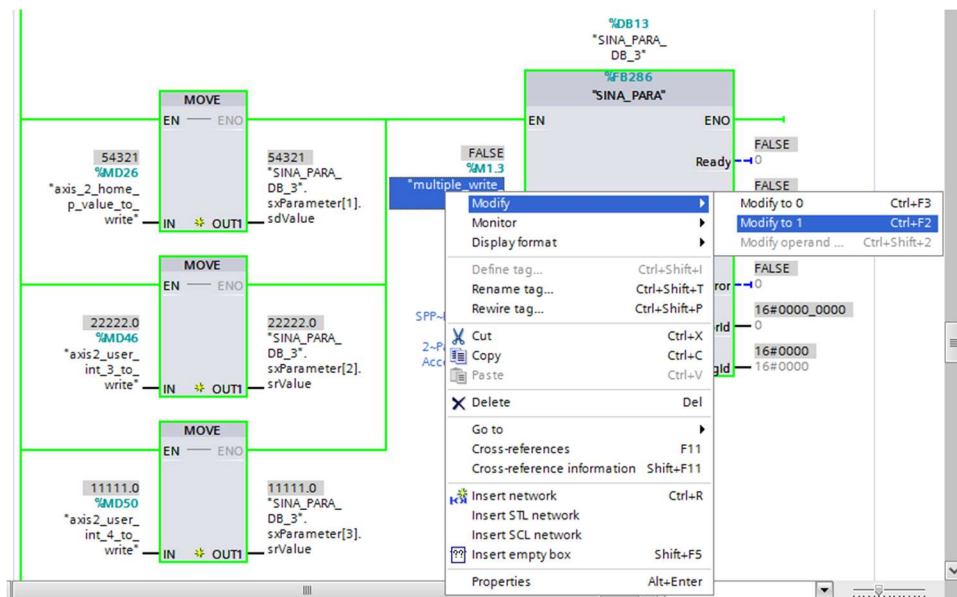 %DB13
"SINA_PARA_
DB_3"
%FB286
"SINA_PARA"
EN
ENO
Ready
FALSE
0
FALSE
FALSE
%M1.3
"multiple_write_
MOVE
EN
ENO
54321
%MD26
"axis_2_home_
p_value_to_
write"
IN
OUT1
54321
"SINA_PARA_
DB_3".
sxParameter[1].
sdValue
MOVE
EN
ENO
22222.0
%MD46
"axis2_user_
int_3_to_
write"
IN
OUT1
22222.0
"SINA_PARA_
DB_3".
sxParameter[2].
srValue
MOVE
EN
ENO
11111.0
%MD50
"axis2_user_
int_4_to_
write"
IN
OUT1
11111.0
"SINA_PARA_
DB_3".
sxParameter[3].
srValue
Modify
Monitor
Display format
Define tag... Ctrl+Shift+I
Rename tag... Ctrl+Shift+T
Rewire tag... Ctrl+Shift+P
Cut Ctrl+X
Copy Ctrl+C
Paste Ctrl+V
Delete Del
Go to
Cross-references F11
Cross-reference information Shift+F11
Insert network Ctrl+R
Insert STL network
Insert SCL network
Insert empty box Shift+F5
Properties Alt+Enter
Modify to 0 Ctrl+F3
Modify to 1 Ctrl+F2
Modify operand ... Ctrl+Shift+2
FALSE
0
16#0000_0000
0
16#0000
16#0000